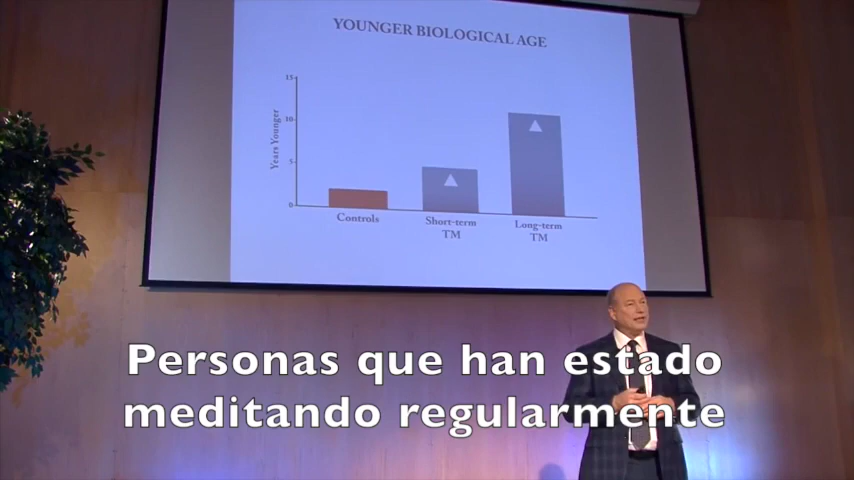 YOUNGER BIOLOGICAL AGE
Years Younger
15
10
5
0
Controls
Short-term
TM
Long-term
TM
Personas que han estado
meditando regularmente